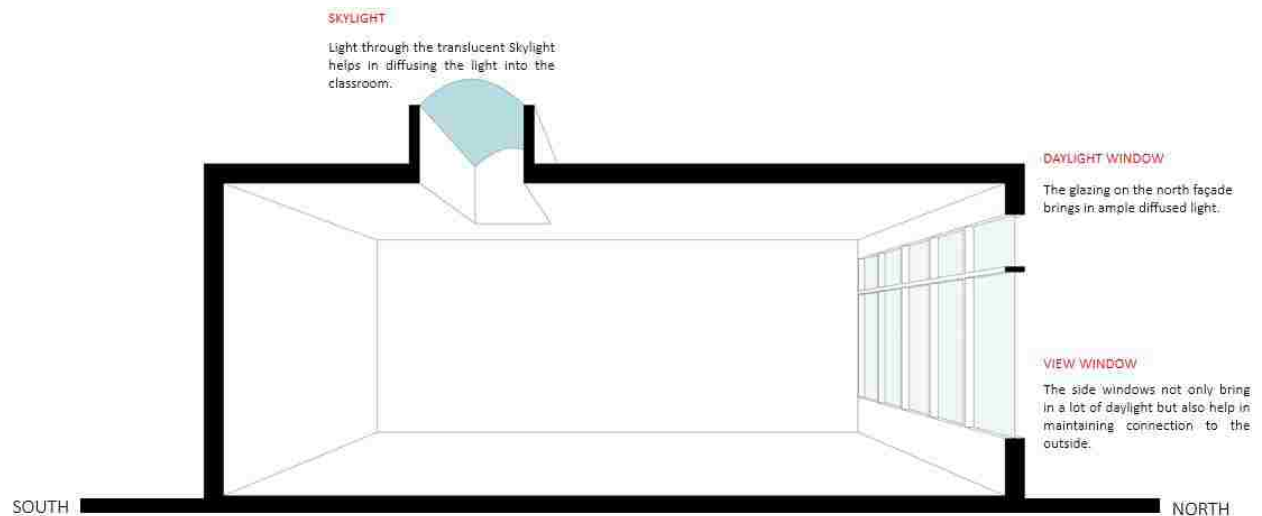 SKYLIGHT
Light through the translucent Skylight
helps in diffusing the light into the
classroom.
DAYLIGHT WINDOW
The glazing on the north façade
brings in ample diffused light.
VIEW WINDOW
The side windows not only bring
in a lot of daylight but also help in
maintaining connection to the
outside.
SOUTH
NORTH